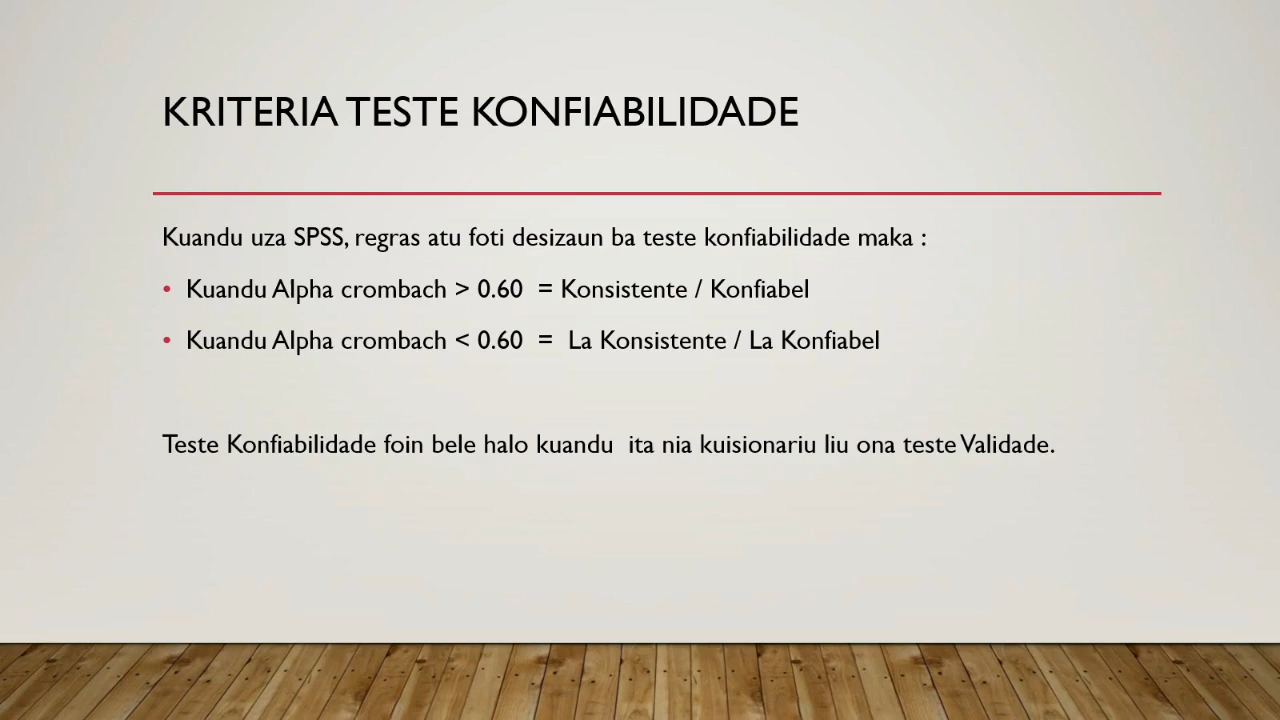 KRITERIA TESTE KONFIABILIDADE
Kuandu uza SPSS, regras atu foti desizaun ba teste konfiabilidade maka :
• Kuandu Alpha crombach > 0.60 = Konsistente / Konfiabel
• Kuandu Alpha crombach < 0.60 = La Konsistente / La Konfiabel
Teste Konfiabilidade foin bele halo kuandu ita nia kuisionariu liu ona teste Validade.